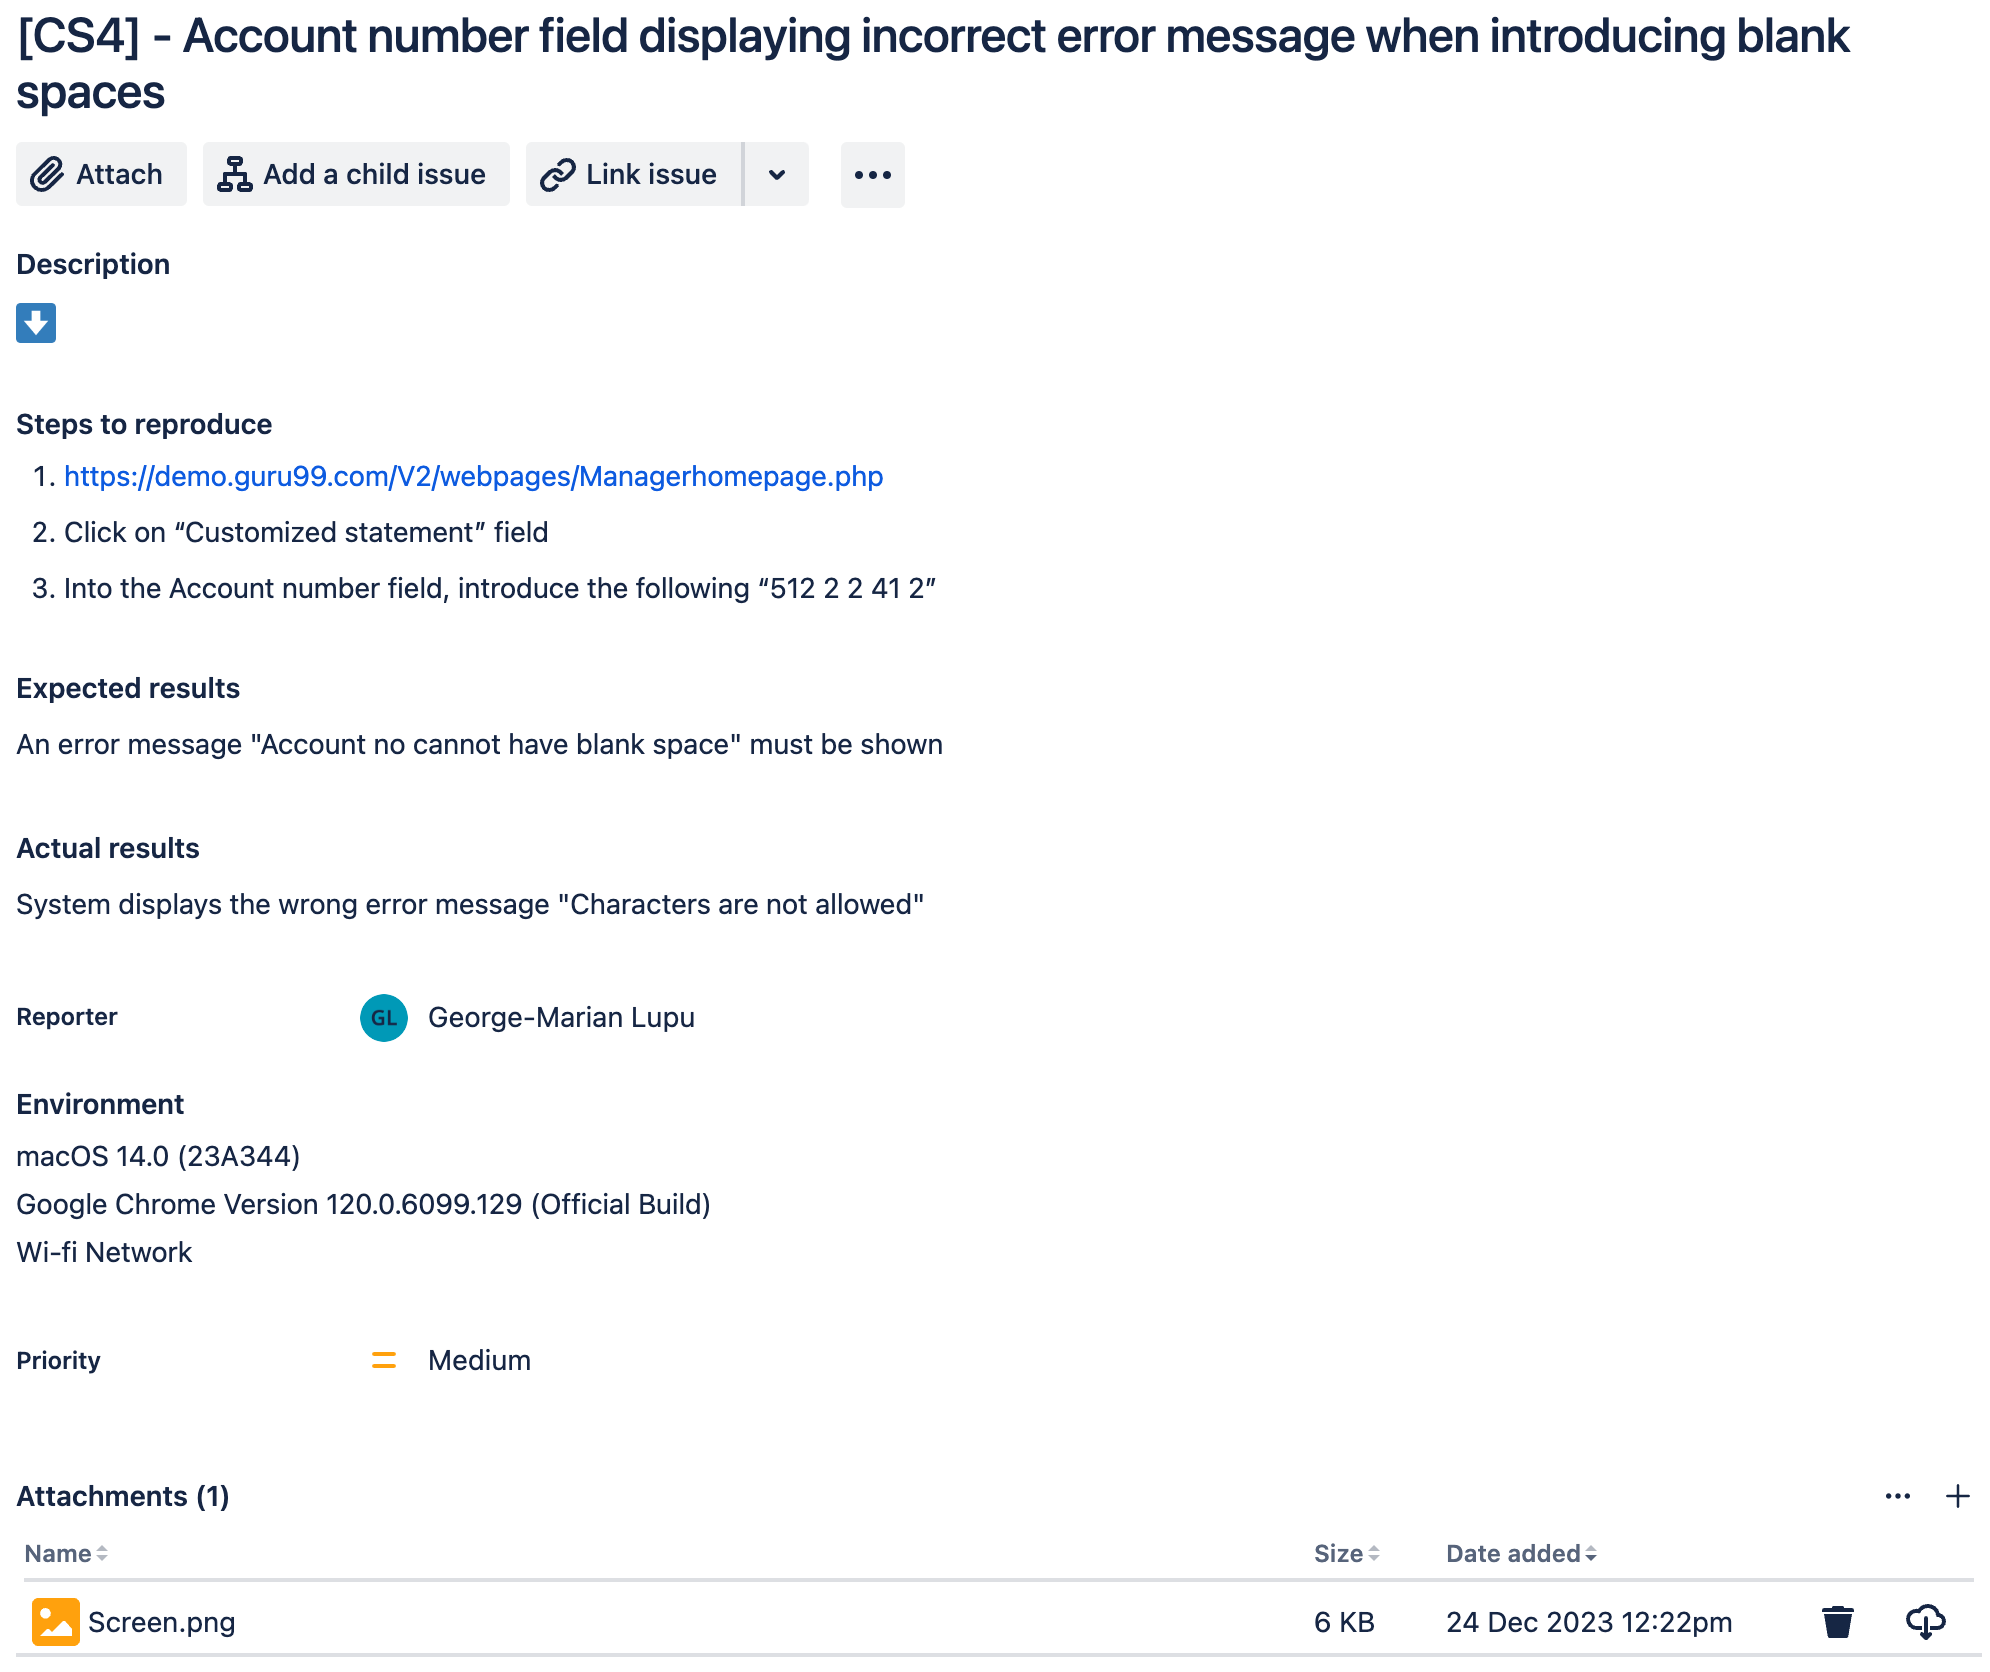 [CS4] - Account number field displaying incorrect error message when introducing blank
spaces
Attach
Add a child issue
Link issue
Description
Steps to reproduce
1. https://demo.guru99.com/V2/webpages/Managerhomepage.php
2. Click on “Customized statement” field
3. Into the Account number field, introduce the following “512 2 2 41 2”
Expected results
An error message "Account no cannot have blank space" must be shown
Actual results
System displays the wrong error message "Characters are not allowed"
Reporter GL George-Marian Lupu
Environment
macOS 14.0 (23A344)
Google Chrome Version 120.0.6099.129 (Official Build)
Wi-fi Network
Priority Medium
Attachments (1)
Name Size Date added
Screen.png 6 KB 24 Dec 2023 12:22pm